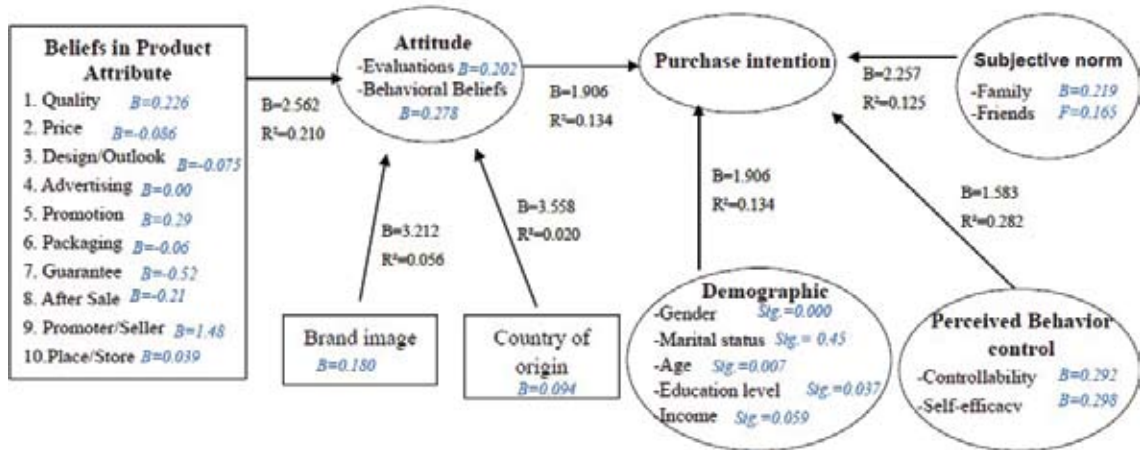 Beliefs in Product
Attribute
1. Quality B=0.226
2. Price B=-0.086
3. Design/Outlook B=-0.075
4. Advertising B=0.00
5. Promotion B=0.29
6. Packaging B=-0.06
7. Guarantee B=-0.52
8. After Sale B=-0.21
9. Promoter/Seller B=1.48
10.Place/Store B=0.039
B=2.562
R²=0.210
Attitude
-Evaluations B=0.202
-Behavioral Beliefs
B=0.278
B=1.906
R²=0.134
Purchase intention
B=2.257
R²=0.125
Subjective norm
-Family B=0.219
-Friends F=0.165
B=3.212
R²=0.056
B=3.558
R²=0.020
B=1.906
R²=0.134
B=1.583
R²=0.282
Brand image
B=0.180
Country of
origin
B=0.094
Demographic
-Gender Sig.=0.000
-Marital status Sig.= 0.45
-Age Sig.=0.007
-Education level Sig.=0.037
-Income Sig.=0.059
Perceived Behavior
control
-Controllability B=0.292
-Self-efficacy B=0.298